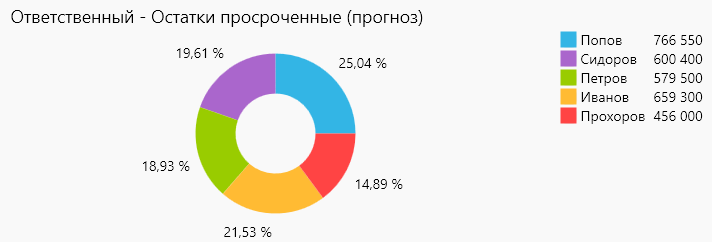 Ответственный - Остатки просроченные (прогноз)
19,61 %
25,04 %
18,93 %
14,89 %
21,53 %
Попов 766 550
Сидоров 600 400
Петров 579 500
Иванов 659 300
Прохоров 456 000